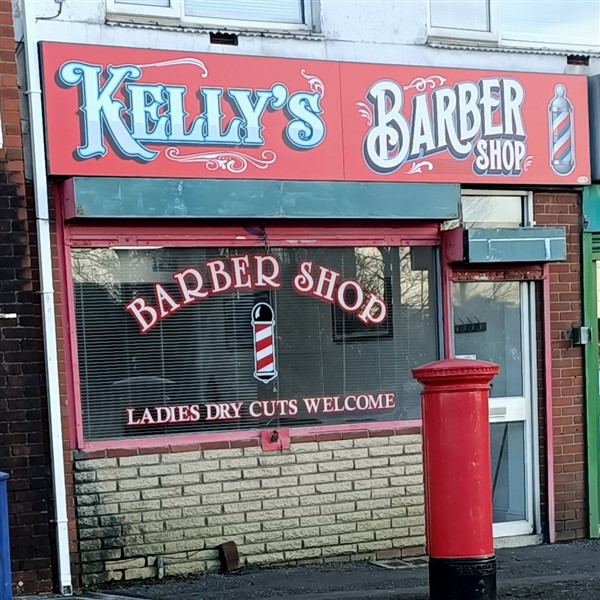 KELLY'S
BARBER
SHOP
BARBER SHOP
LADIES DRY CUTS WELCOME